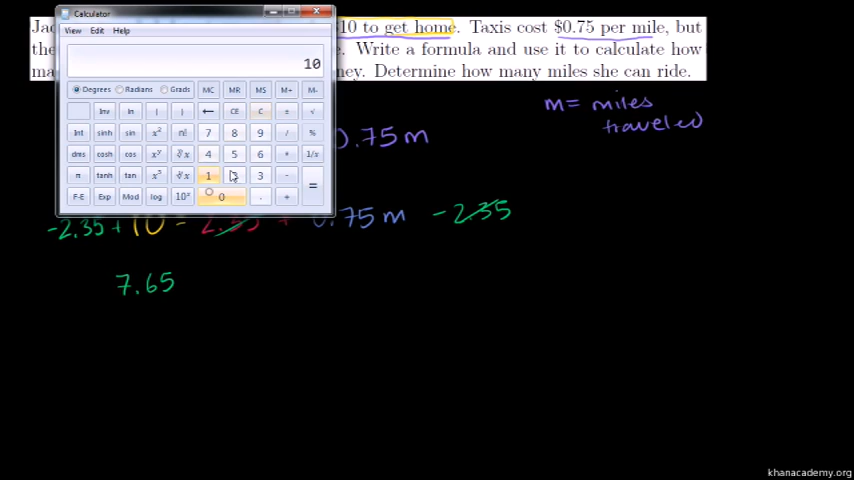 Calculator
Jac $10 to get home. Taxis cost $0.75 per mile, but
View Edit Help
the e. Write a formula and use it to calculate how
10
ma ney. Determine how many miles she can ride.
Degrees Radians Grads MC MR MS M+ M-
Inv ln ( ) ← CE C ± √
Int sinh sin x² n! 7 8 9 / %
dms cosh cos xʸ ʸ√x 4 5 6 * 1/x
π tanh tan x³ ³√x 1 3 - =
F-E Exp Mod log 10ˣ 0 . +
m = miles
traveled
0.75m
-2.35 + 10 = 2.35 + 0.75m -2.35
7.65
khanacademy.org